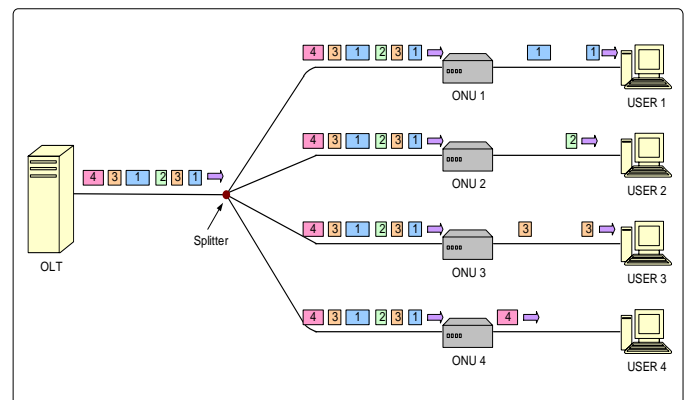 4 3 1 2 3 1
1 1
ONU 1
USER 1
4 3 1 2 3 1
2
ONU 2
USER 2
4 3 1 2 3 1
OLT
Splitter
4 3 1 2 3 1
3 3
ONU 3
USER 3
4 3 1 2 3 1
4
ONU 4
USER 4